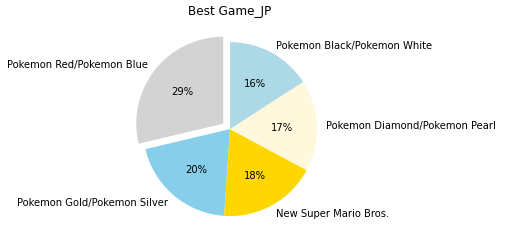 Best Game_JP
Pokemon Black/Pokemon White
Pokemon Red/Pokemon Blue
16%
29%
Pokemon Diamond/Pokemon Pearl
17%
20%
18%
Pokemon Gold/Pokemon Silver
New Super Mario Bros.